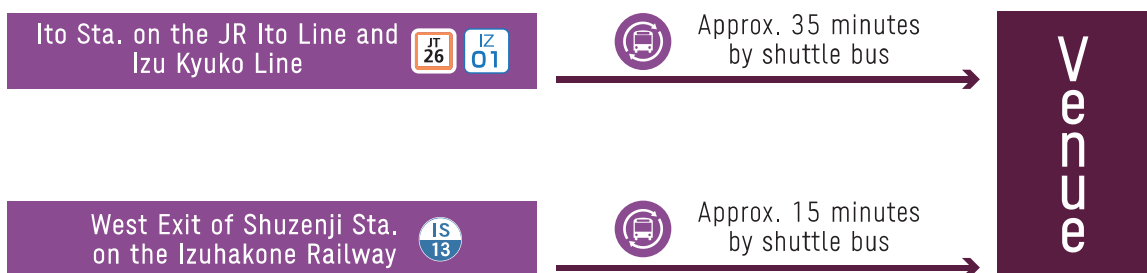 Ito Sta. on the JR Ito Line and
Izu Kyuko Line
JT
26
IZ
01
Approx. 35 minutes
by shuttle bus
West Exit of Shuzenji Sta.
on the Izuhakone Railway
IS
13
Approx. 15 minutes
by shuttle bus
Venue